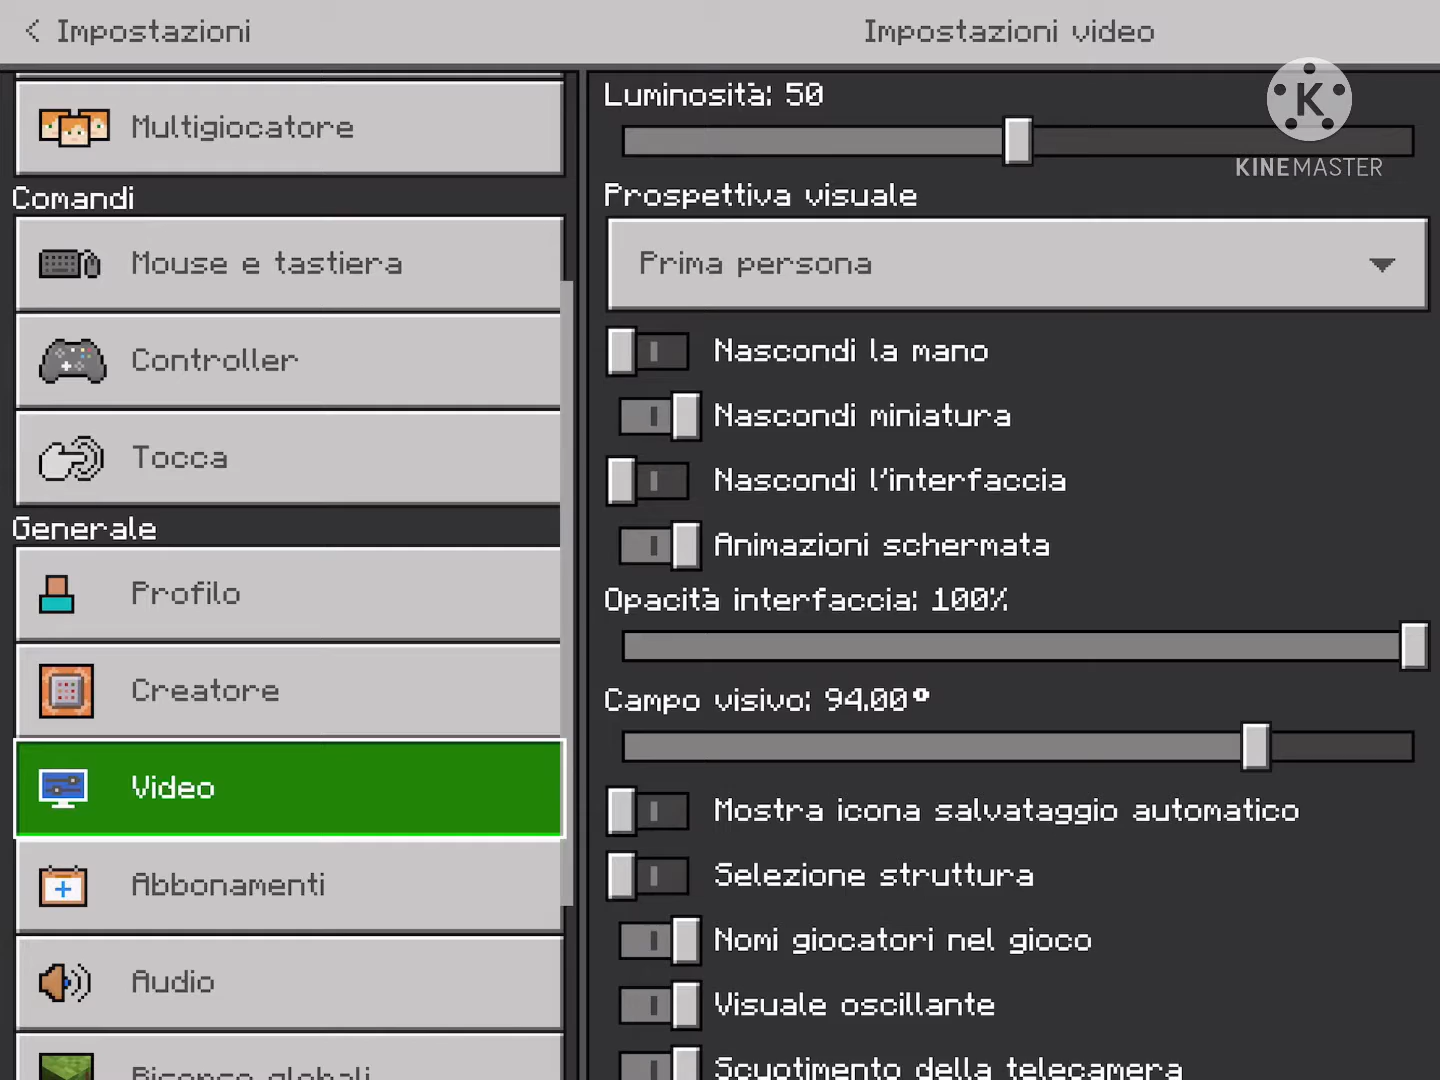 < Impostazioni
Impostazioni video
Multigiocatore
Comandi
Mouse e tastiera
Controller
Tocca
Generale
Profilo
Creatore
Video
Abbonamenti
Audio
Risorse globali
Luminosità: 50
K
KINEMASTER
Prospettiva visuale
Prima persona
Nascondi la mano
Nascondi miniatura
Nascondi l'interfaccia
Animazioni schermata
Opacità interfaccia: 100%
Campo visivo: 94.00°
Mostra icona salvataggio automatico
Selezione struttura
Nomi giocatori nel gioco
Visuale oscillante
Scuotimento della telecamera